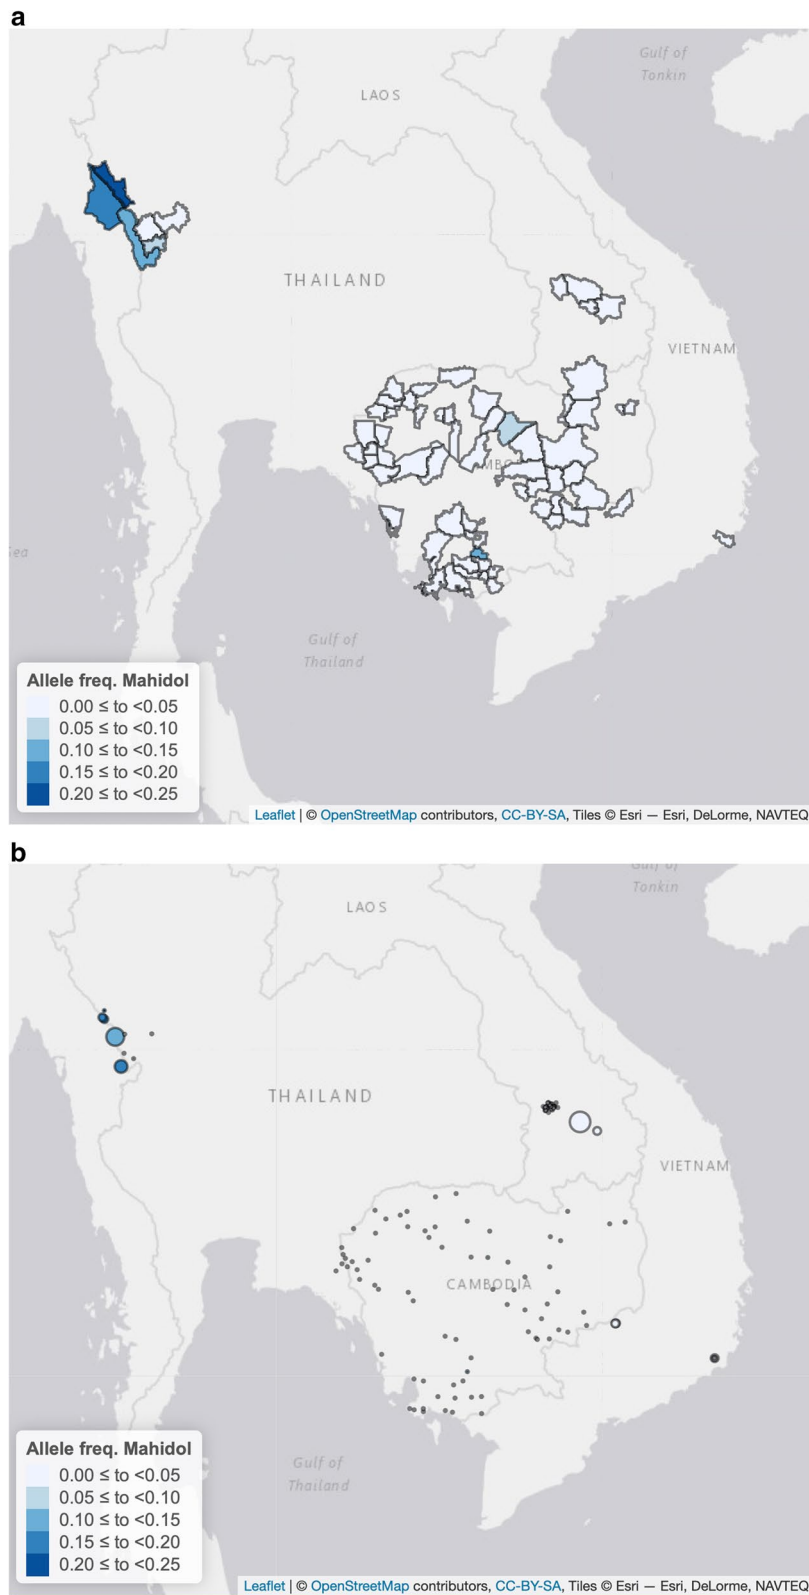 a
Gulf of
Tonkin
LAOS
THAILAND
VIETNAM
MBO
ea
Gulf of
Thailand
Allele freq. Mahidol
0.00 ≤ to <0.05
0.05 ≤ to <0.10
0.10 ≤ to <0.15
0.15 ≤ to <0.20
0.20 ≤ to <0.25
Leaflet | © OpenStreetMap contributors, CC-BY-SA, Tiles © Esri — Esri, DeLorme, NAVTEQ
b
Gulf of
Tonkin
LAOS
THAILAND
VIETNAM
CAMBODIA
Gulf of
Thailand
Allele freq. Mahidol
0.00 ≤ to <0.05
0.05 ≤ to <0.10
0.10 ≤ to <0.15
0.15 ≤ to <0.20
0.20 ≤ to <0.25
Leaflet | © OpenStreetMap contributors, CC-BY-SA, Tiles © Esri — Esri, DeLorme, NAVTEQ